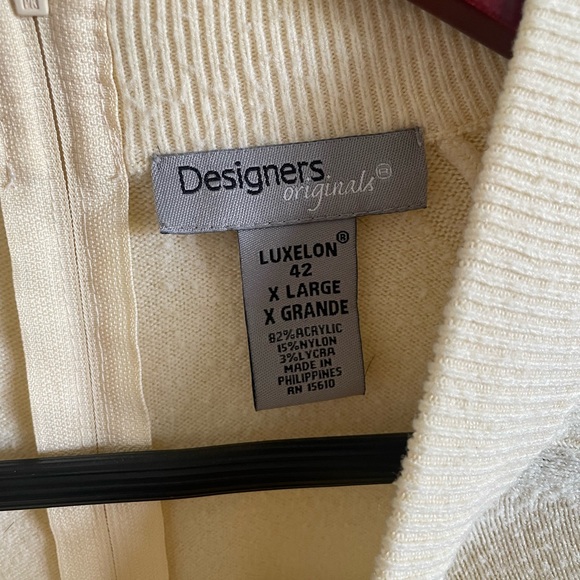 Designers
originals
LUXELON®
42
X LARGE
X GRANDE
82%ACRYLIC
15%NYLON
3%LYCRA
MADE IN
PHILIPPINES
RN 15610